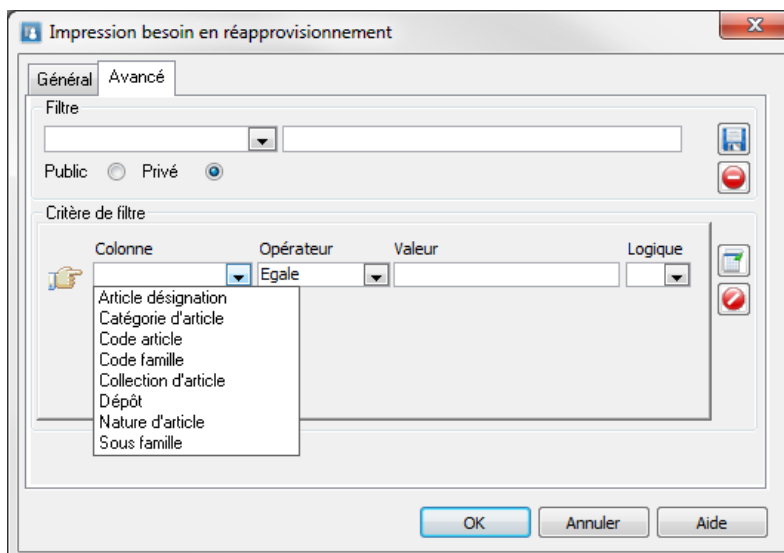 Impression besoin en réapprovisionnement
Général Avancé
Filtre
Public Privé
Critère de filtre
Colonne Opérateur Valeur Logique
Egale
Article désignation
Catégorie d'article
Code article
Code famille
Collection d'article
Dépôt
Nature d'article
Sous famille
OK Annuler Aide